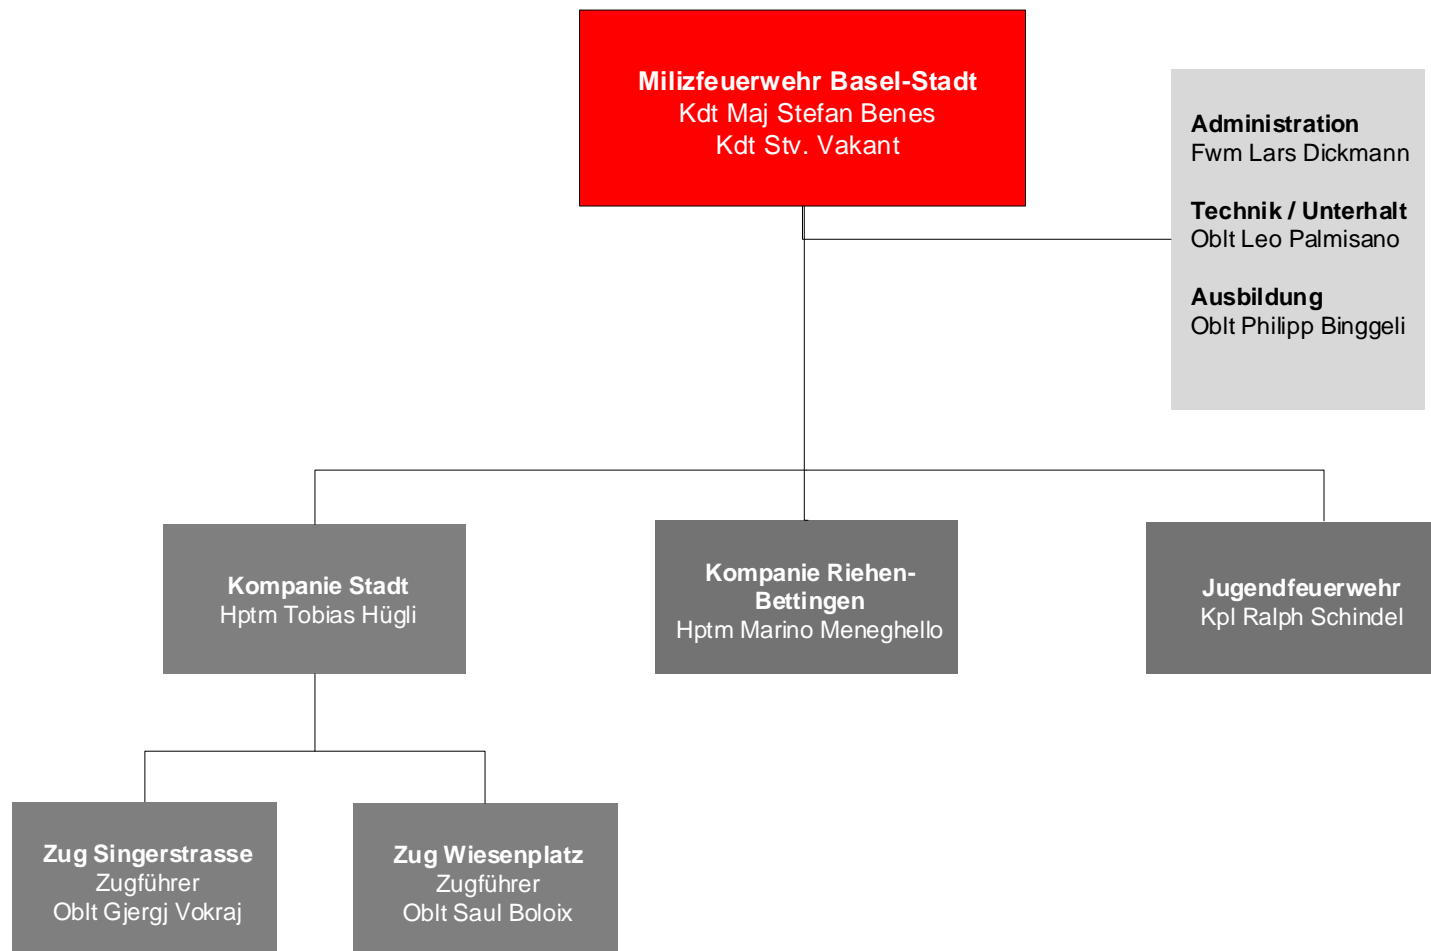 Milizfeuerwehr Basel-Stadt
Kdt Maj Stefan Benes
Kdt Stv. Vakant
Administration
Fwm Lars Dickmann
Technik / Unterhalt
Oblt Leo Palmisano
Ausbildung
Oblt Philipp Binggeli
Kompanie Stadt
Hptm Tobias Hügli
Kompanie Riehen-
Bettingen
Hptm Marino Meneghello
Jugendfeuerwehr
Kpl Ralph Schindel
Zug Singerstrasse
Zugführer
Oblt Gjergj Vokraj
Zug Wiesenplatz
Zugführer
Oblt Saul Boloix